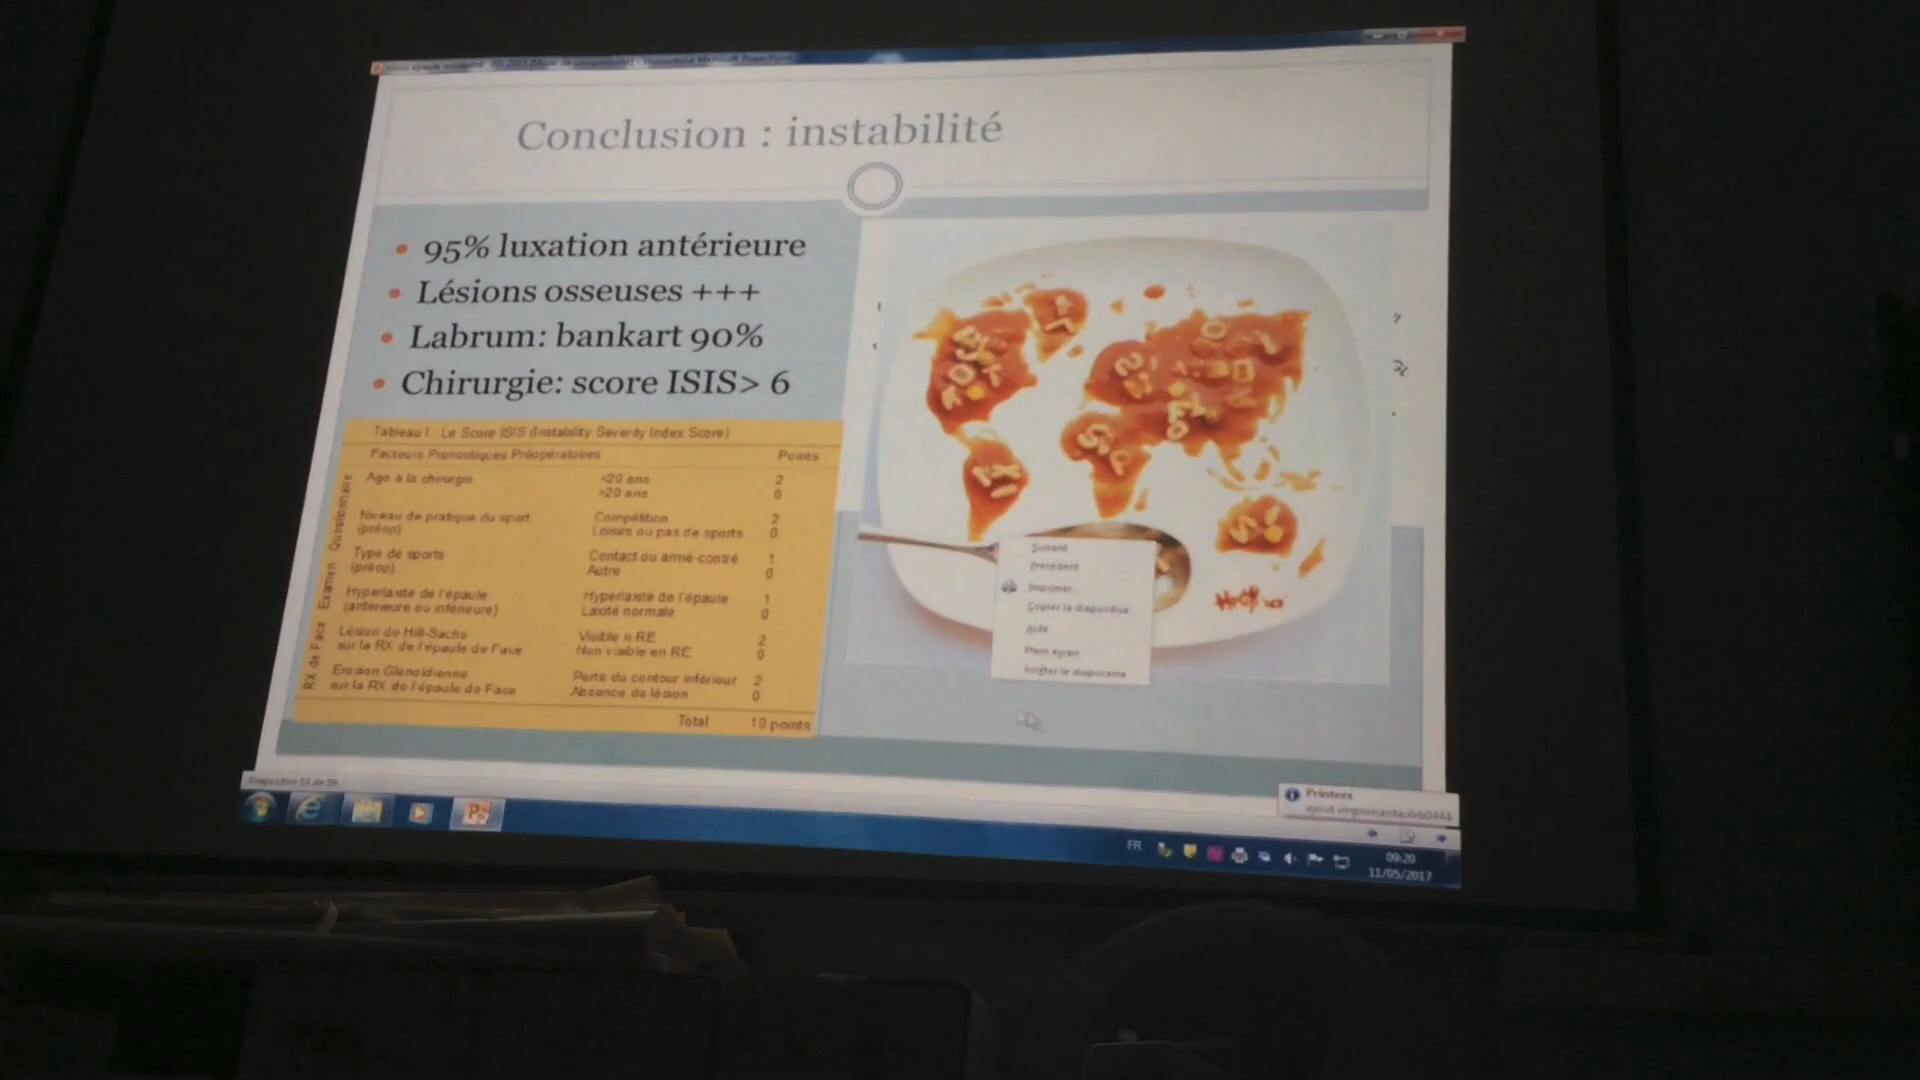 Conclusion : instabilité
95% luxation antérieure
Lésions osseuses +++
Labrum: bankart 90%
Chirurgie: score ISIS> 6
Tableau I. Le Score ISIS (Instability Severity Index Score)
Facteurs Pronostiques Préopératoires Points
Questionnaire
Age à la chirurgie <20 ans 2
>20 ans 0
Niveau de pratique du sport Compétition 2
(préop) Loisirs ou pas de sports 0
Type de sports Contact ou armé-contré 1
(préop) Autre 0
Examen
Hyperlaxité de l'épaule Hyperlaxité de l'épaule 1
(antérieure ou inférieure) Laxité normale 0
RX de Face
Lésion de Hill-Sachs Visible n RE 2
sur la RX de l'épaule de Face Non visible en RE 0
Erosion Glenoïdienne Perte du contour inférieur 2
sur la RX de l'épaule de Face Absence de lésion 0
Total 10 points
Suivant
Précédent
Imprimer...
Copier la diapositive
Aide
Plein écran
Arrêter le diaporama
Printers
FR
09:20
11/05/2017